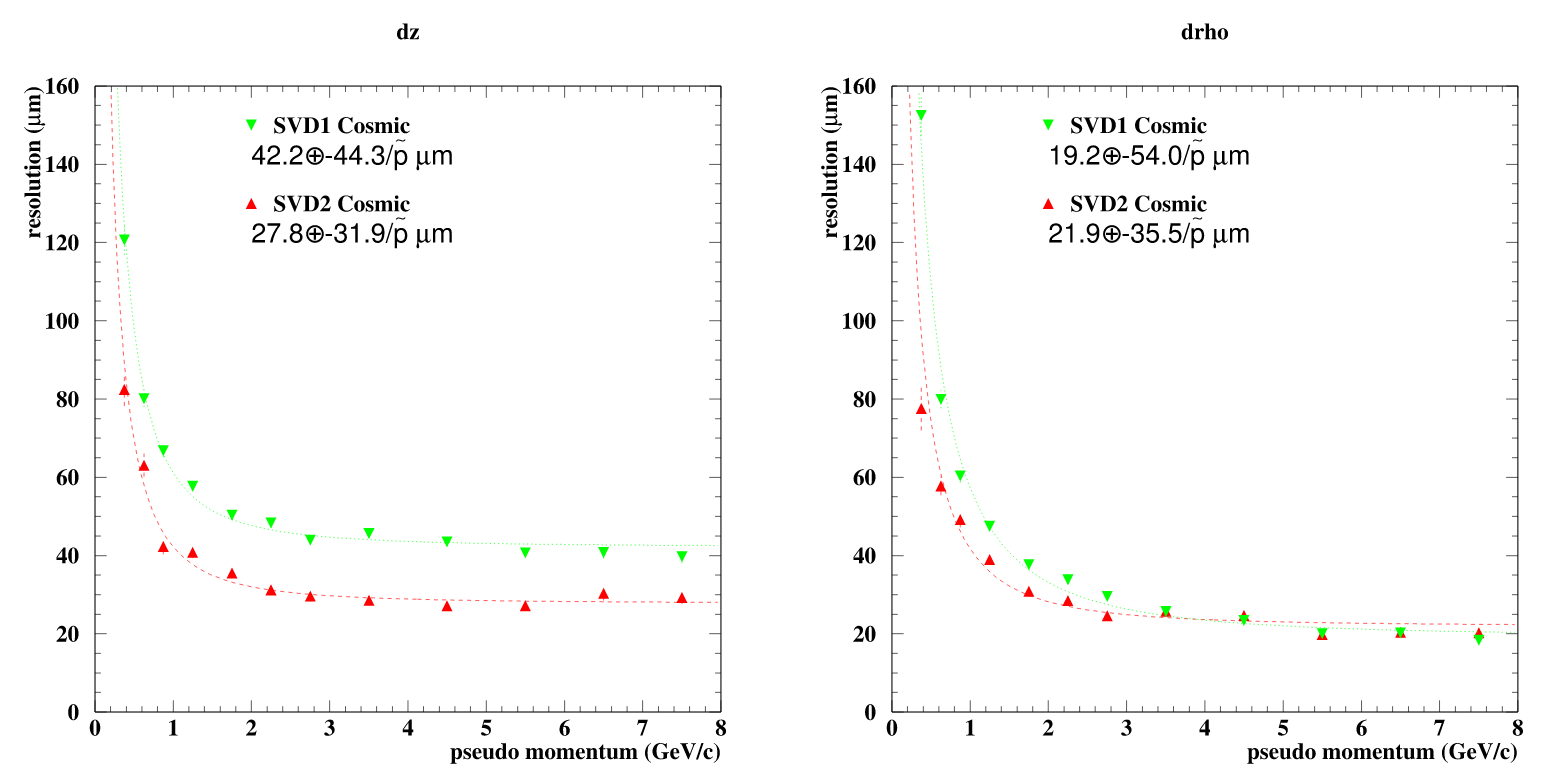 dz
resolution (μm)
160
140
120
100
80
60
40
20
0
SVD1 Cosmic
42.2⊕-44.3/p̃ μm
SVD2 Cosmic
27.8⊕-31.9/p̃ μm
0 1 2 3 4 5 6 7 8
pseudo momentum (GeV/c)
drho
resolution (μm)
160
140
120
100
80
60
40
20
0
SVD1 Cosmic
19.2⊕-54.0/p̃ μm
SVD2 Cosmic
21.9⊕-35.5/p̃ μm
0 1 2 3 4 5 6 7 8
pseudo momentum (GeV/c)